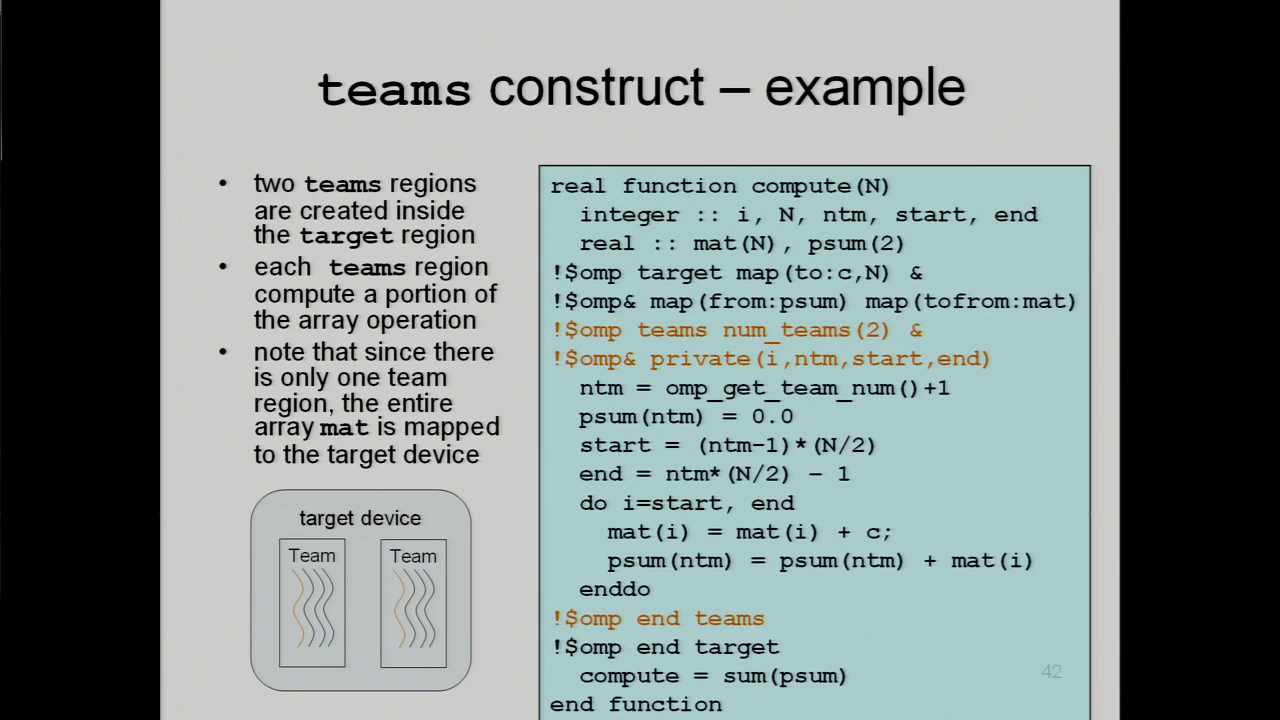 teams construct – example
• two teams regions
are created inside
the target region
• each teams region
compute a portion of
the array operation
• note that since there
is only one team
region, the entire
array mat is mapped
to the target device
target device
Team Team
real function compute(N)
integer :: i, N, ntm, start, end
real :: mat(N), psum(2)
!$omp target map(to:c,N) &
!$omp& map(from:psum) map(tofrom:mat)
!$omp teams num_teams(2) &
!$omp& private(i,ntm,start,end)
ntm = omp_get_team_num()+1
psum(ntm) = 0.0
start = (ntm-1)*(N/2)
end = ntm*(N/2) - 1
do i=start, end
mat(i) = mat(i) + c;
psum(ntm) = psum(ntm) + mat(i)
enddo
!$omp end teams
!$omp end target
compute = sum(psum)
end function
42